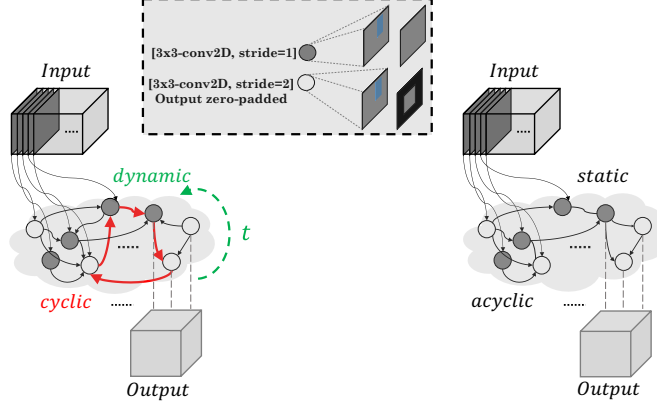 [3x3-conv2D, stride=1]
[3x3-conv2D, stride=2]
Output zero-padded
Input
....
dynamic
t
.....
cyclic
......
Output
Input
....
static
.....
acyclic
......
Output